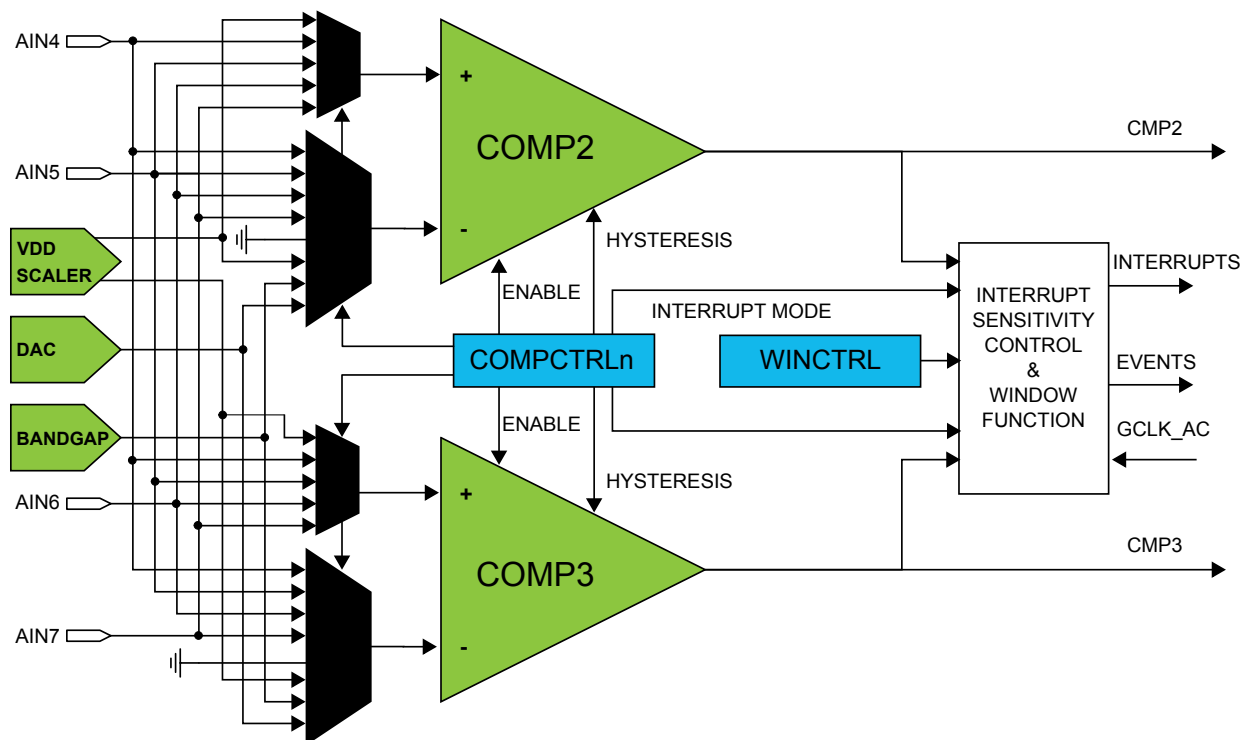 AIN4
+
COMP2
CMP2
AIN5
-
HYSTERESIS
VDD
SCALER
ENABLE
INTERRUPT MODE
INTERRUPTS
INTERRUPT
SENSITIVITY
CONTROL
&
WINDOW
FUNCTION
DAC
COMPCTRLn
WINCTRL
EVENTS
BANDGAP
ENABLE
GCLK_AC
HYSTERESIS
AIN6
+
COMP3
CMP3
AIN7
-